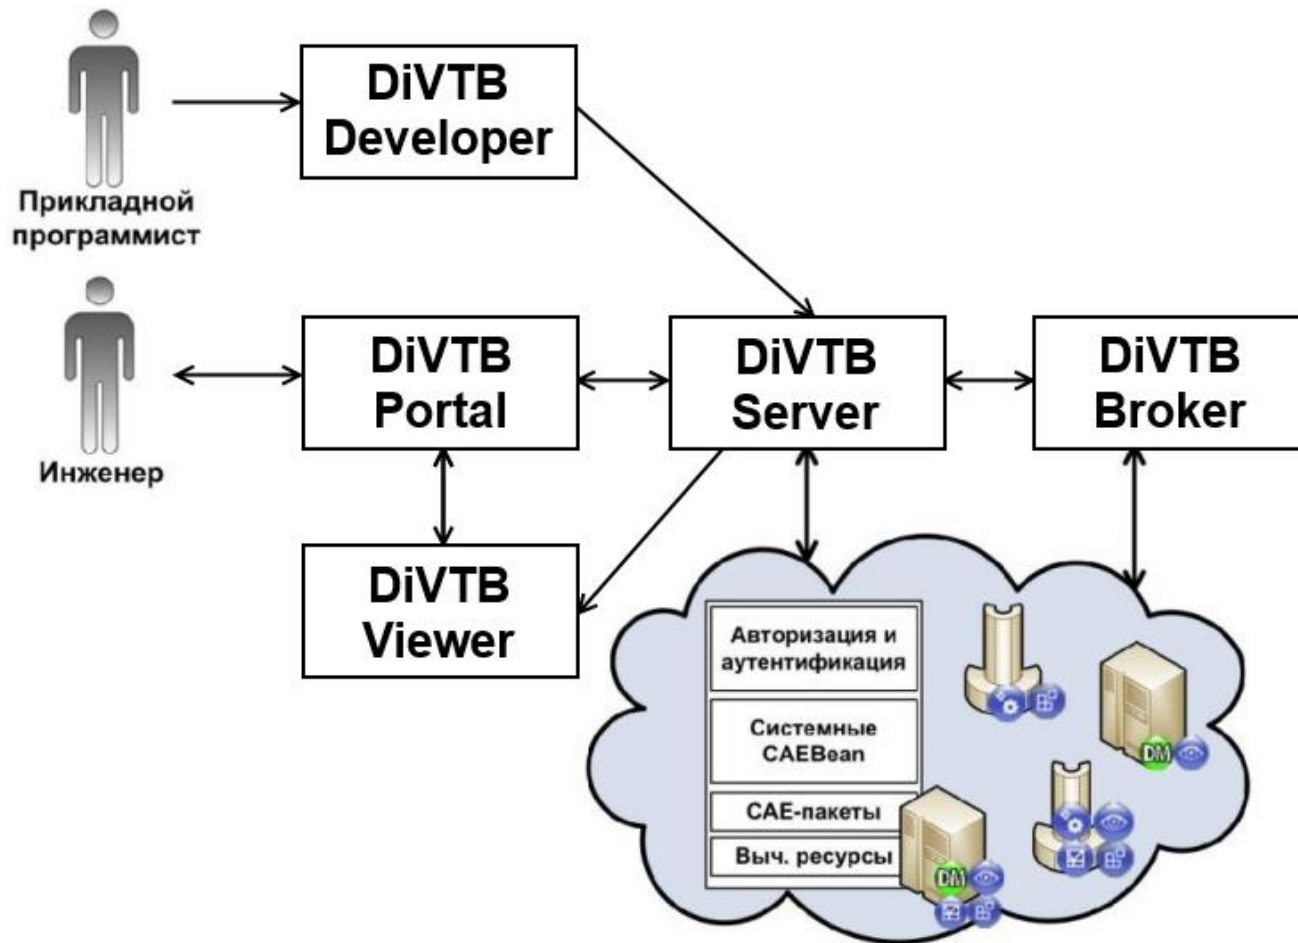 DiVTB
Developer
Прикладной
программист
DiVTB
Portal
DiVTB
Server
DiVTB
Broker
Инженер
DiVTB
Viewer
Авторизация и
аутентификация
Системные
CAEBean
CAE-пакеты
Выч. ресурсы
DM
DM